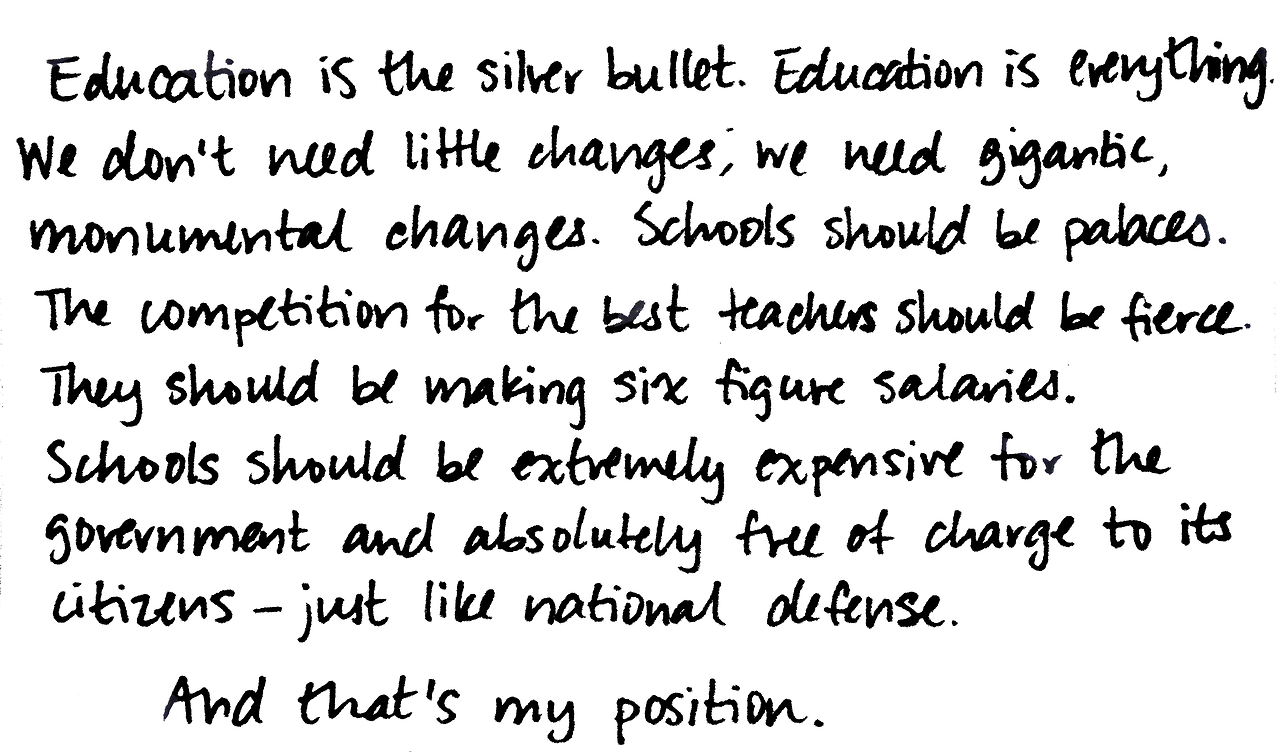 Education is the silver bullet. Education is everything.
We don't need little changes; we need gigantic,
monumental changes. Schools should be palaces.
The competition for the best teachers should be fierce.
They should be making six figure salaries.
Schools should be extremely expensive for the
government and absolutely free of charge to its
citizens – just like national defense.
And that's my position.